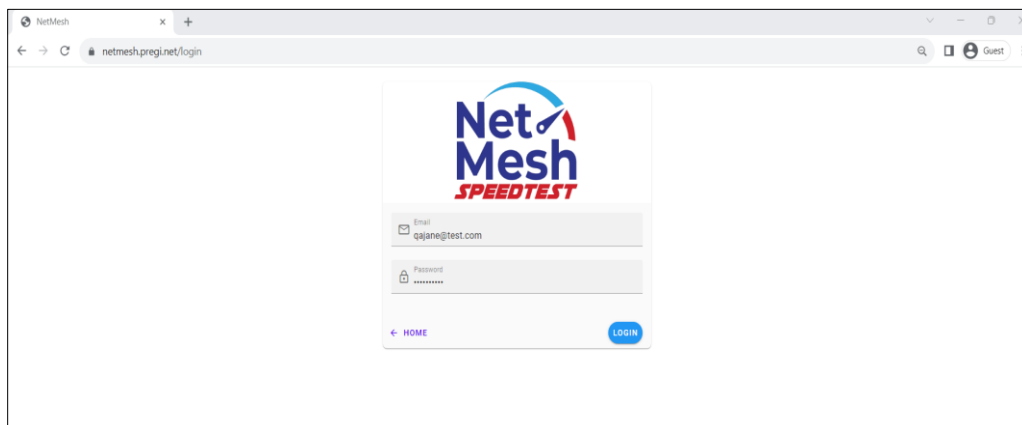 NetMesh
netmesh.pregi.net/login
Guest
Net
Mesh
SPEEDTEST
Email
qajane@test.com
Password
••••••••••
← HOME
LOGIN